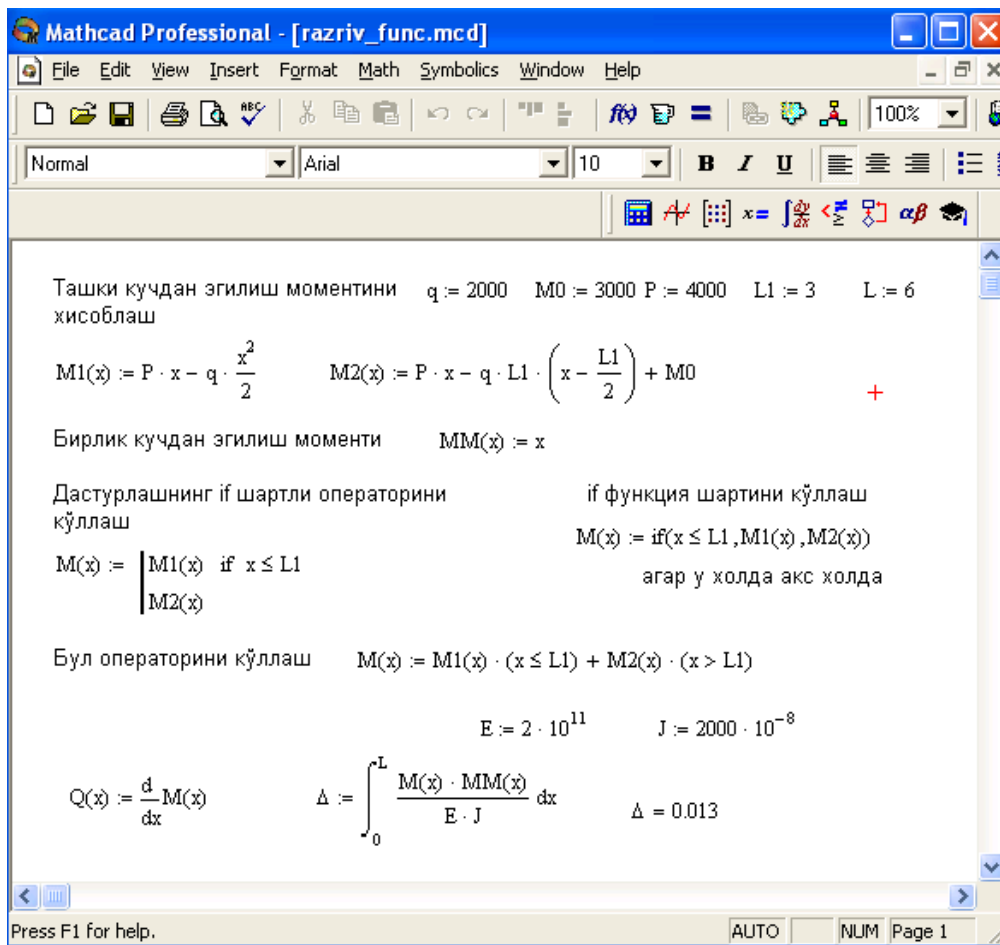 Mathcad Professional - [razriv_func.mcd]
File Edit View Insert Format Math Symbolics Window Help
100%
Normal Arial 10 B I U
Ташки кучдан эгилиш моментини q := 2000 M0 := 3000 P := 4000 L1 := 3 L := 6
хисоблаш
M1(x) := P · x − q · x²/2 M2(x) := P · x − q · L1 · (x − L1/2) + M0
Бирлик кучдан эгилиш моменти MM(x) := x
Дастурлашнинг if шартли операторини
кўллаш
if функция шартини кўллаш
M(x) := if(x ≤ L1 ,M1(x) ,M2(x))
агар у холда акс холда
M(x) := M1(x) if x ≤ L1
M2(x)
Бул операторини кўллаш M(x) := M1(x) · (x ≤ L1) + M2(x) · (x > L1)
E := 2 · 10¹¹ J := 2000 · 10⁻⁸
Q(x) := d/dx M(x) Δ := ∫₀ᴸ M(x) · MM(x)/E · J dx Δ = 0.013
Press F1 for help. AUTO NUM Page 1